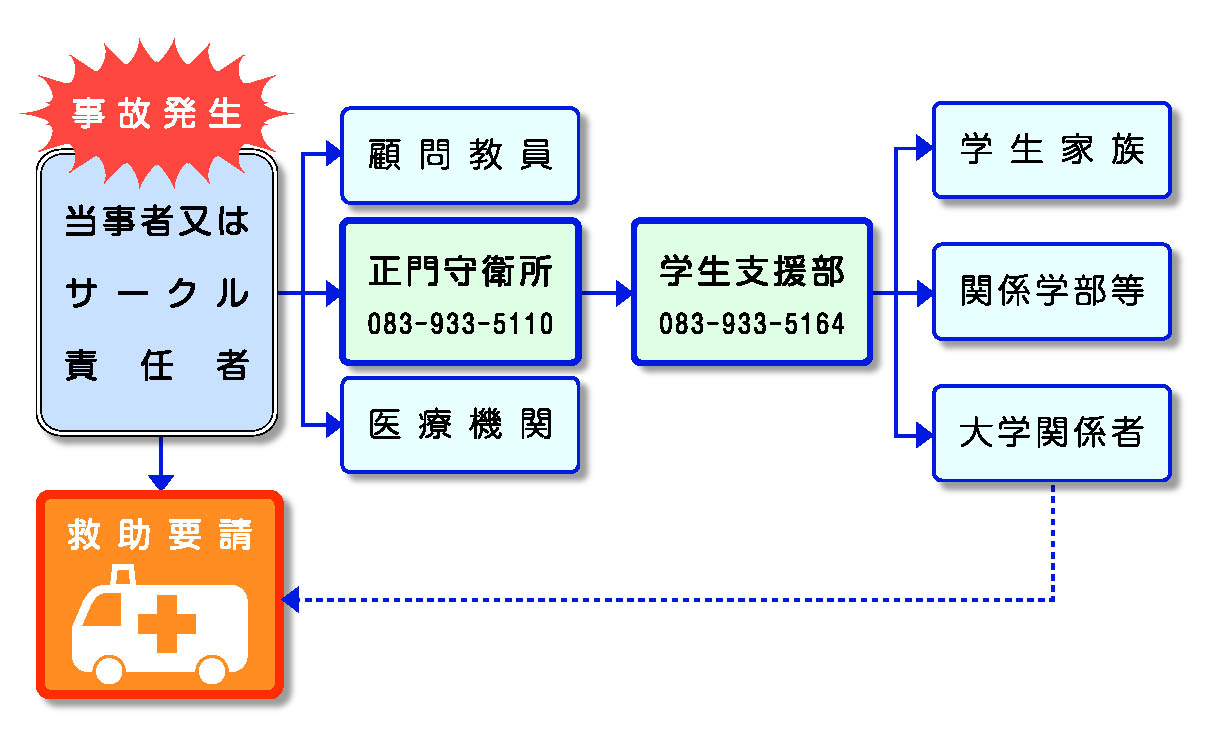 事故発生
当事者又は
サークル
責任者
救助要請
顧問教員
正門守衛所
083-933-5110
医療機関
学生支援部
083-933-5164
学生家族
関係学部等
大学関係者